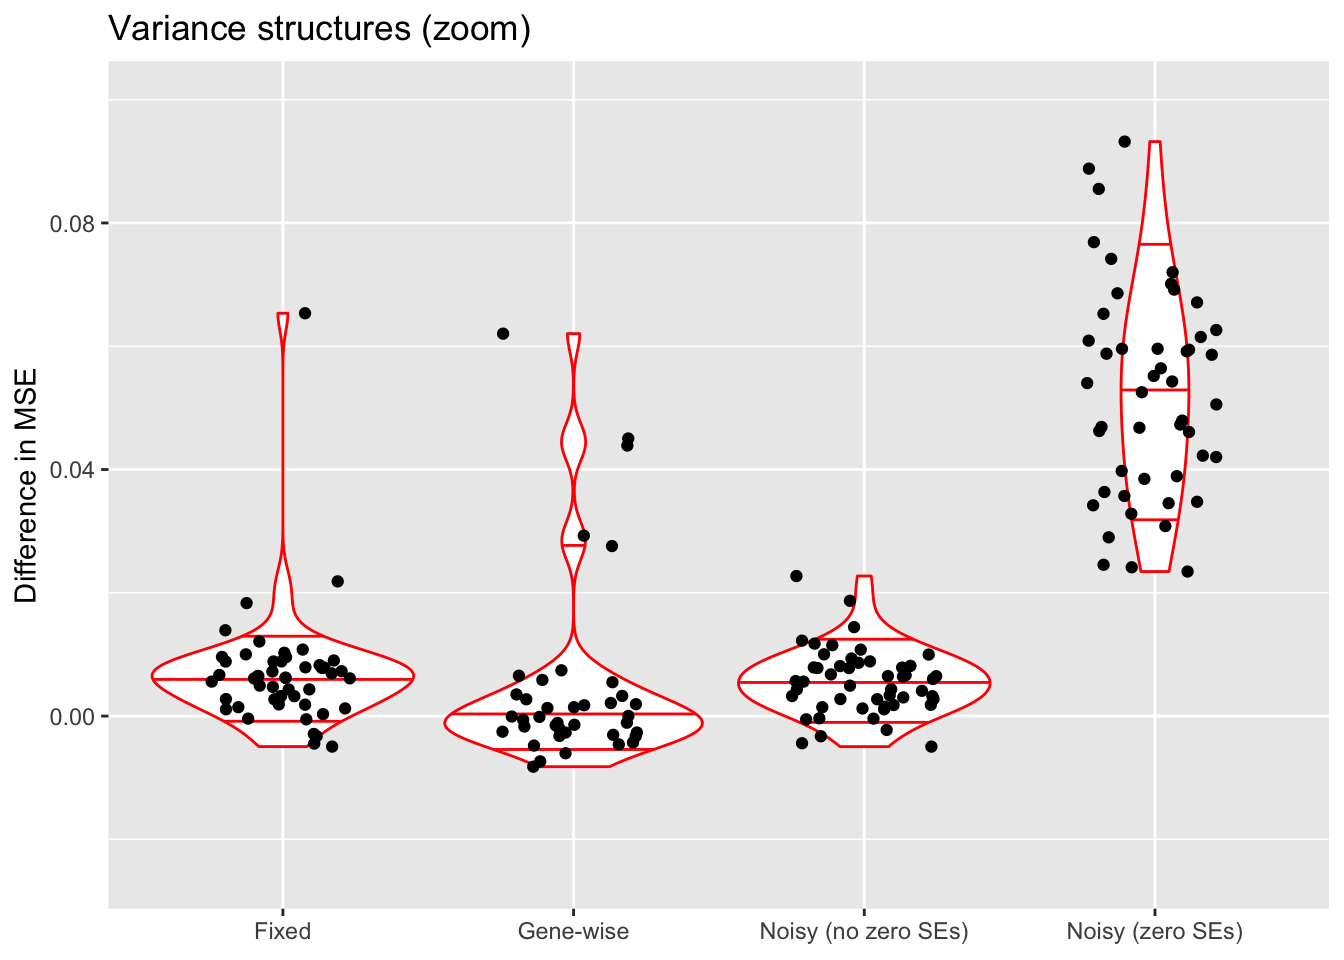 Variance structures (zoom)
Difference in MSE
0.08
0.04
0.00
Fixed
Gene-wise
Noisy (no zero SEs)
Noisy (zero SEs)